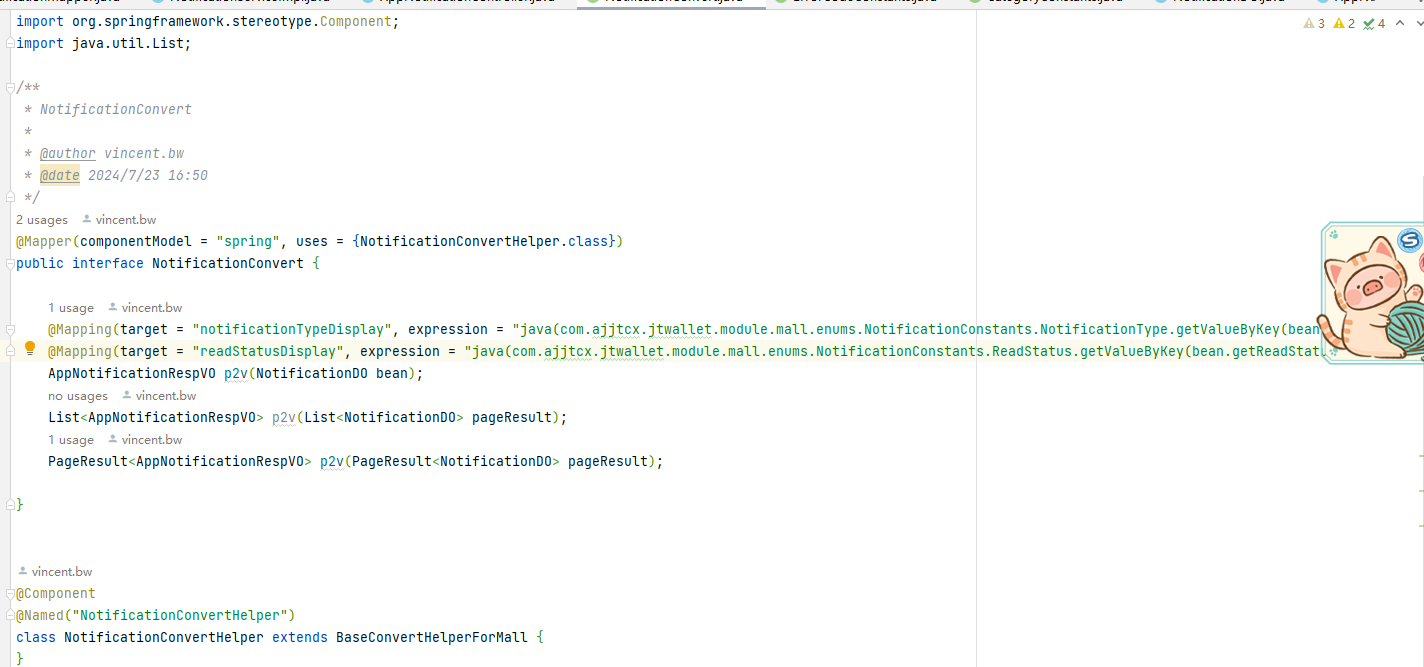 import org.springframework.stereotype.Component;
3 2 4
import java.util.List;
/**
* NotificationConvert
*
* @author vincent.bw
* @date 2024/7/23 16:50
*/
2 usages vincent.bw
@Mapper(componentModel = "spring", uses = {NotificationConvertHelper.class})
public interface NotificationConvert {
1 usage vincent.bw
@Mapping(target = "notificationTypeDisplay", expression = "java(com.ajjtcx.jtwallet.module.mall.enums.NotificationConstants.NotificationType.getValueByKey(bean
@Mapping(target = "readStatusDisplay", expression = "java(com.ajjtcx.jtwallet.module.mall.enums.NotificationConstants.ReadStatus.getValueByKey(bean.getReadStat
AppNotificationRespVO p2v(NotificationDO bean);
no usages vincent.bw
List<AppNotificationRespVO> p2v(List<NotificationDO> pageResult);
1 usage vincent.bw
PageResult<AppNotificationRespVO> p2v(PageResult<NotificationDO> pageResult);
}
vincent.bw
@Component
@Named("NotificationConvertHelper")
class NotificationConvertHelper extends BaseConvertHelperForMall {
}